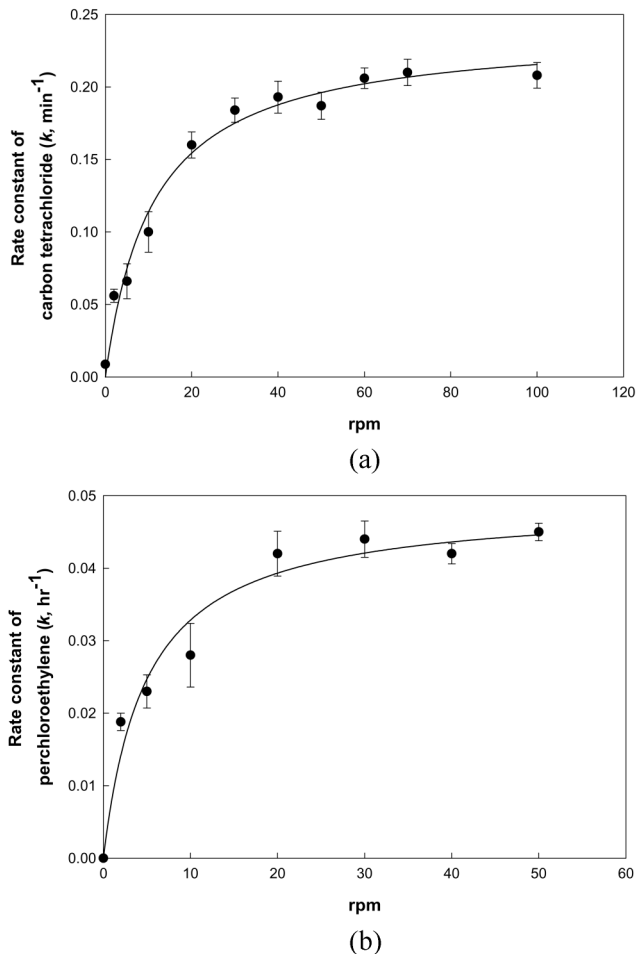 0.25
0.20
0.15
0.10
0.05
0.00
Rate constant of
carbon tetrachloride (k, min⁻¹)
0 20 40 60 80 100 120
rpm
(a)
0.05
0.04
0.03
0.02
0.01
0.00
Rate constant of
perchloroethylene (k, hr⁻¹)
0 10 20 30 40 50 60
rpm
(b)